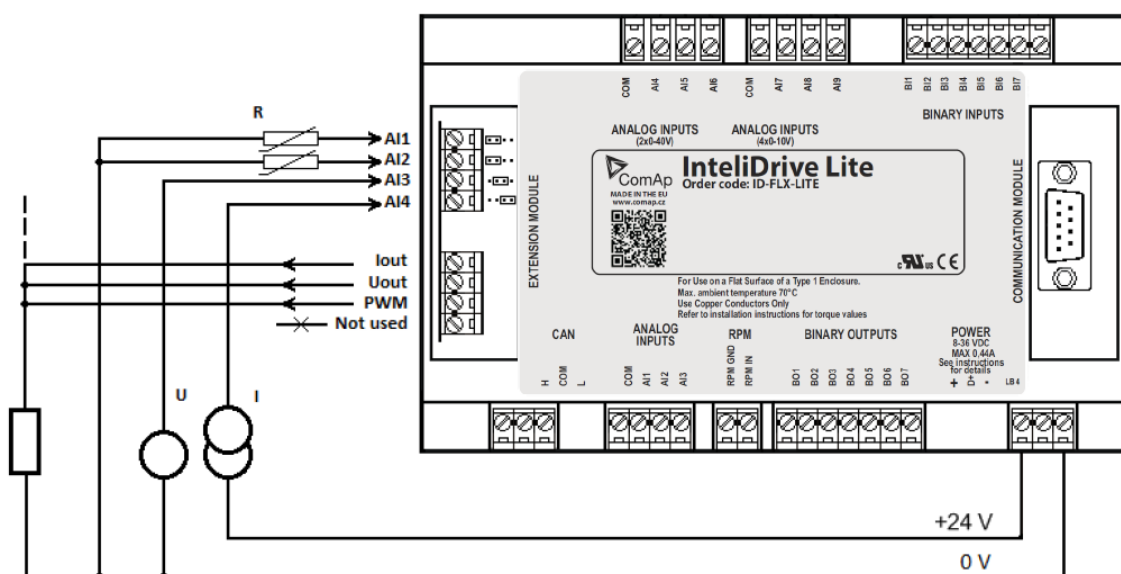 COM AI4 AI5 AI6
COM AI7 AI8 AI9
BI1 BI2 BI3 BI4 BI5 BI6 BI7
BINARY INPUTS
ANALOG INPUTS
(2x0-40V)
ANALOG INPUTS
(4x0-10V)
R
AI1
AI2
AI3
AI4
Iout
Uout
PWM
Not used
U
I
EXTENSION MODULE
ComAp
MADE IN THE EU
www.comap.cz
InteliDrive Lite
Order code: ID-FLX-LITE
c UL us CE
For Use on a Flat Surface of a Type 1 Enclosure.
Max. ambient temperature 70°C
Use Copper Conductors Only
Refer to installation instructions for torque values
COMMUNICATION MODULE
CAN
ANALOG
INPUTS
RPM
BINARY OUTPUTS
POWER
8-36 VDC
MAX 0,44A
See instructions
for details
H COM L
COM AI1 AI2 AI3
RPM GND RPM IN
BO1 BO2 BO3 BO4 BO5 BO6 BO7
+ D+ - LB4
+24 V
0 V